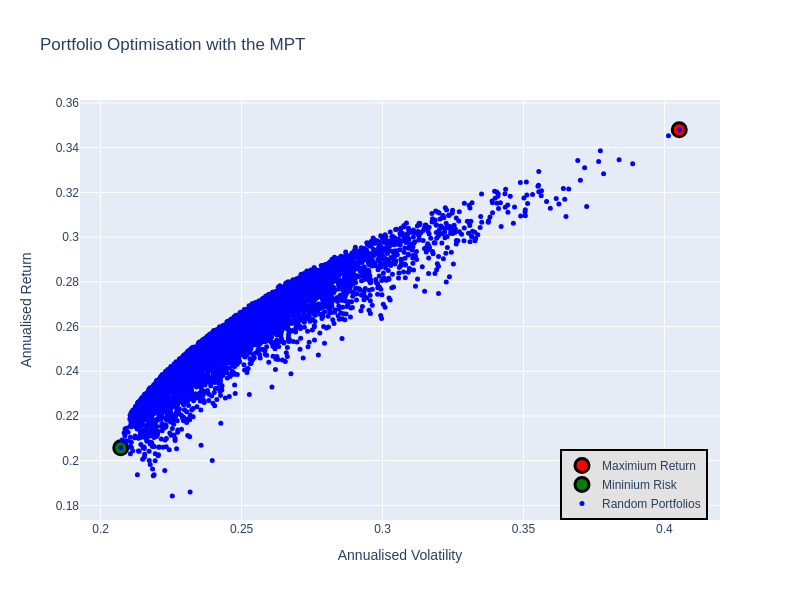 Portfolio Optimisation with the MPT
0.36
0.34
0.32
0.3
0.28
0.26
0.24
0.22
0.2
0.18
Annualised Return
0.2
0.25
0.3
0.35
0.4
Annualised Volatility
Maximium Return
Mininium Risk
Random Portfolios